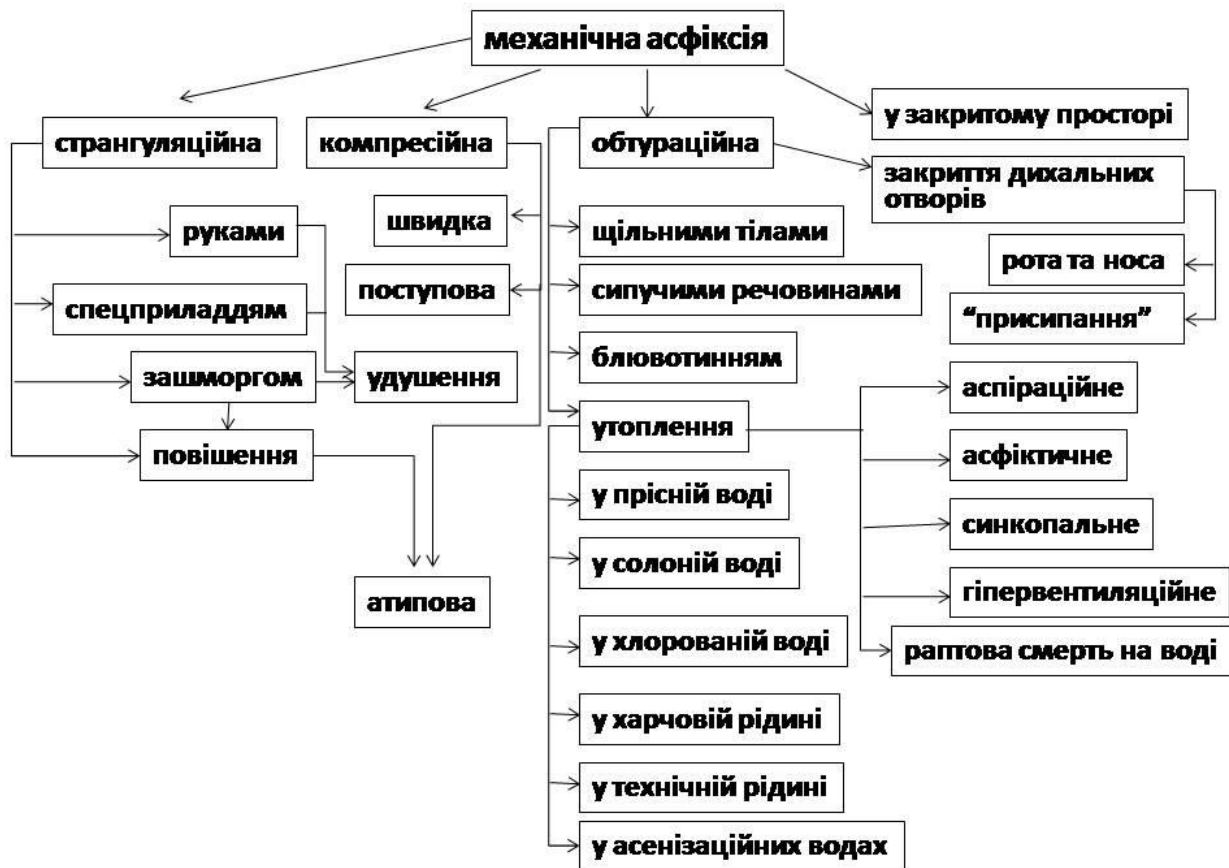 механічна асфіксія
странгуляційна
компресійна
обтураційна
у закритому просторі
закриття дихальних
отворів
руками
швидка
щільними тілами
рота та носа
спецприладдям
поступова
сипучими речовинами
“присипання”
блювотинням
зашморгом
удушення
аспіраційне
утоплення
повішення
асфіктичне
у прісній воді
синкопальне
у солоній воді
атипова
гіпервентиляційне
у хлорованій воді
раптова смерть на воді
у харчовій рідині
у технічній рідині
у асенізаційних водах